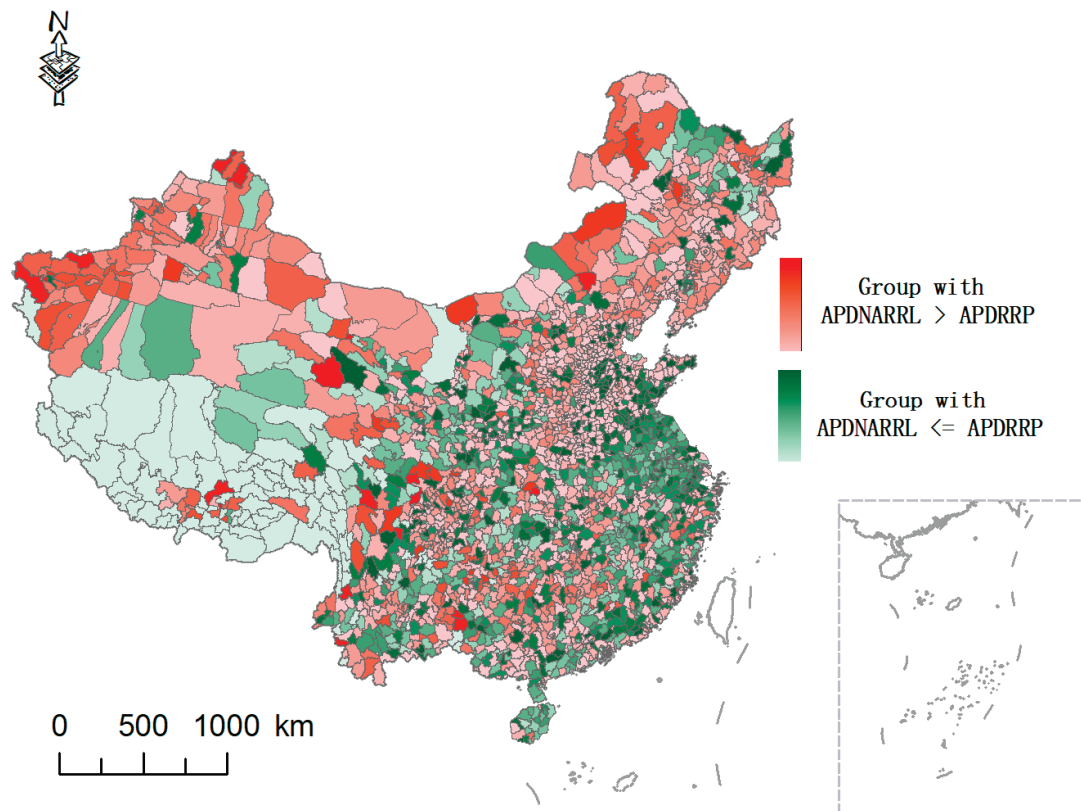 N
Group with
APDNARRL > APDRRP
Group with
APDNARRL <= APDRRP
0 500 1000 km